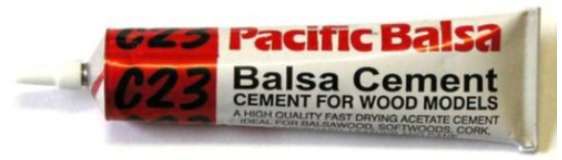 C23 Pacific Balsa
C23 Balsa Cement
CEMENT FOR WOOD MODELS
A HIGH QUALITY FAST DRYING ACETATE CEMENT
IDEAL FOR BALSAWOOD, SOFTWOODS, CORK,